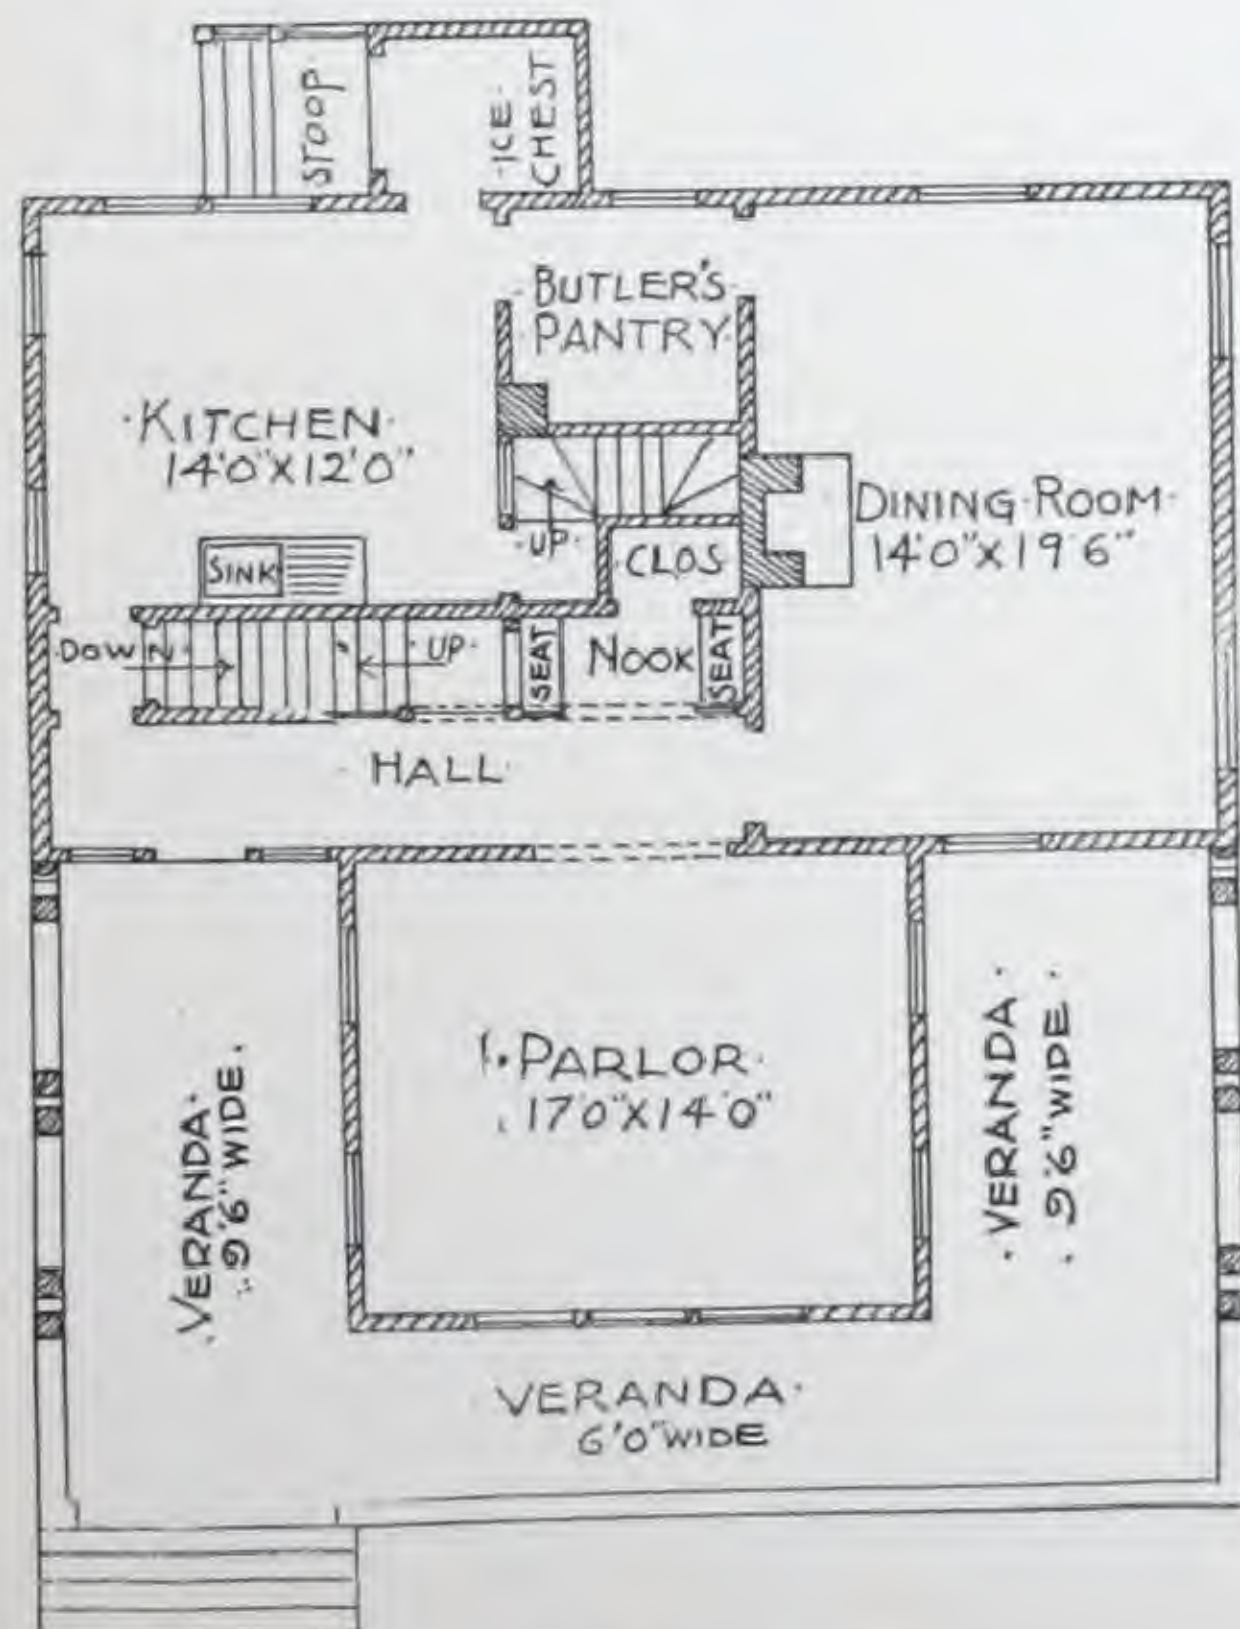 STOOP
·ICE·
CHEST
·BUTLER'S·
PANTRY·
·KITCHEN·
14'0"X12'0"
DINING·ROOM·
14'0"X19'6"
·UP·
·CLOS
SINK
·DOWN·
·UP·
SEAT
NOOK
SEAT
·HALL·
·PARLOR·
17'0"X14'0"
·VERANDA·
·9'6"WIDE·
·VERANDA·
·9'6"WIDE·
VERANDA·
6'0"WIDE